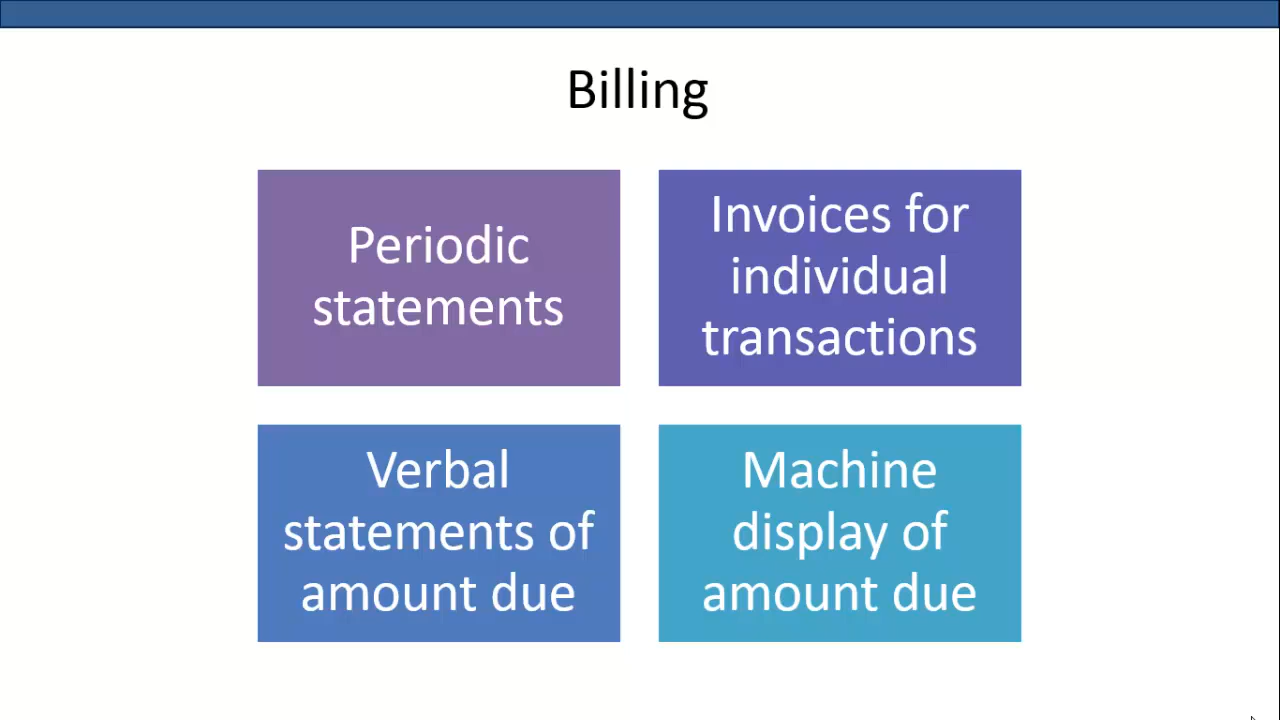 Billing
Periodic
statements
Invoices for
individual
transactions
Verbal
statements of
amount due
Machine
display of
amount due